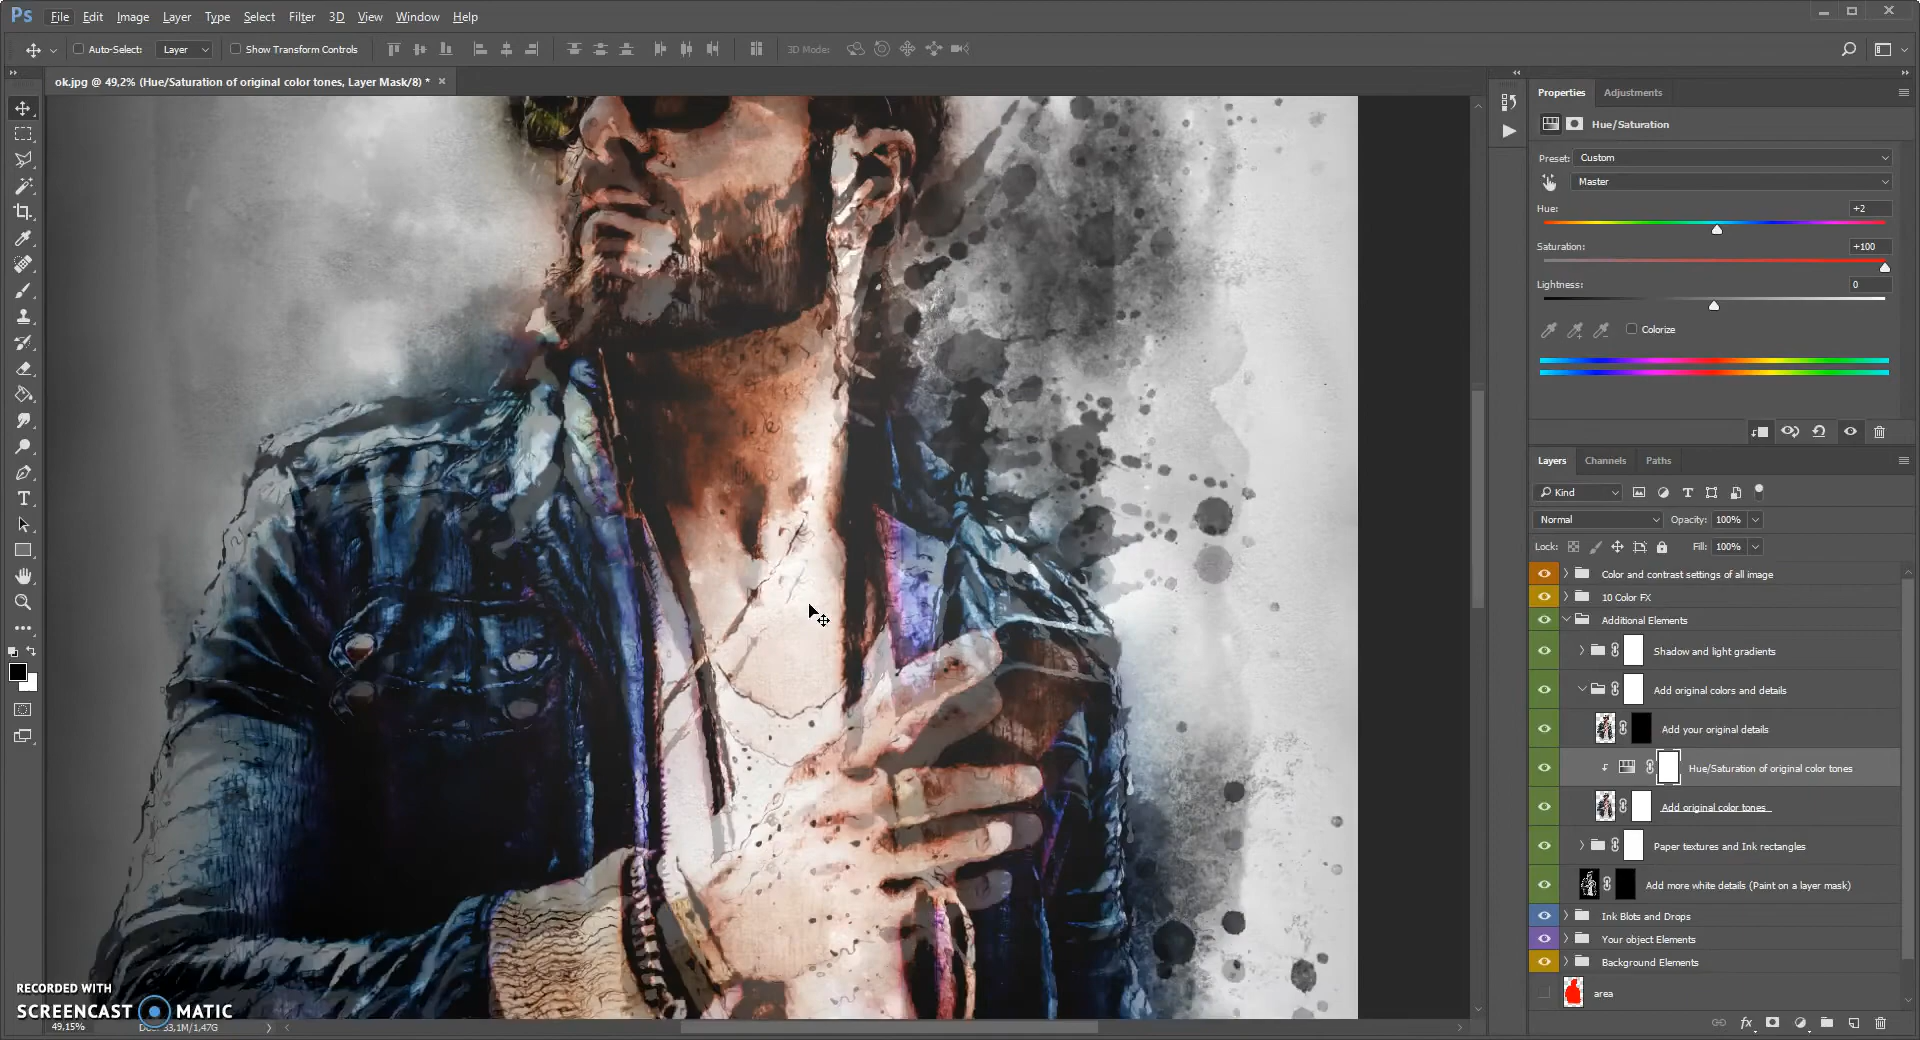 Ps File Edit Image Layer Type Select Filter 3D View Window Help
Auto-Select: Layer Show Transform Controls 3D Mode:
ok.jpg @ 49,2% (Hue/Saturation of original color tones, Layer Mask/8) *
Properties Adjustments
Hue/Saturation
Preset: Custom
Master
Hue: +2
Saturation: +100
Lightness: 0
Colorize
Layers Channels Paths
Kind
Normal Opacity: 100%
Lock: Fill: 100%
Color and contrast settings of all image
10 Color FX
Additional Elements
Shadow and light gradients
Add original colors and details
Add your original details
Hue/Saturation of original color tones
Add original color tones
Paper textures and Ink rectangles
Add more white details (Paint on a layer mask)
Ink Blots and Drops
Your object Elements
Background Elements
area
RECORDED WITH
SCREENCAST MATIC
49,15% 33,1M/1,47G